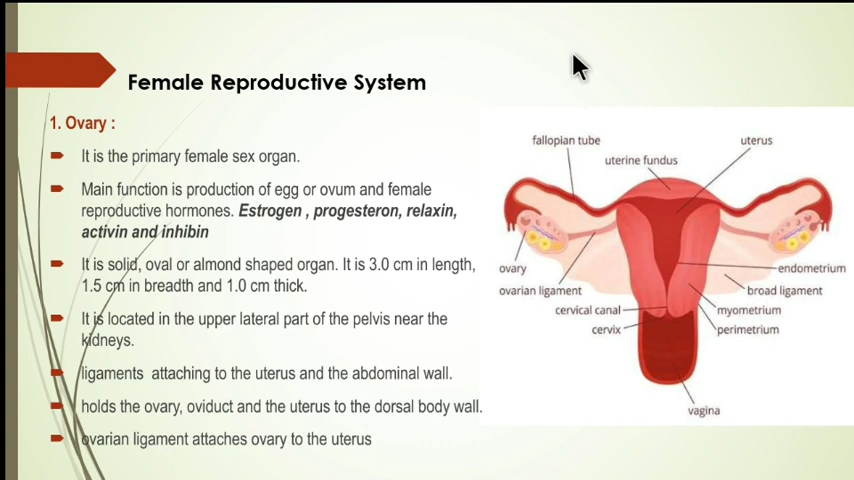 Female Reproductive System
1. Ovary :
It is the primary female sex organ.
Main function is production of egg or ovum and female
reproductive hormones. Estrogen , progesteron, relaxin,
activin and inhibin
It is solid, oval or almond shaped organ. It is 3.0 cm in length,
1.5 cm in breadth and 1.0 cm thick.
It is located in the upper lateral part of the pelvis near the
kidneys.
ligaments attaching to the uterus and the abdominal wall.
holds the ovary, oviduct and the uterus to the dorsal body wall.
ovarian ligament attaches ovary to the uterus
fallopian tube
uterus
uterine fundus
ovary
endometrium
ovarian ligament
broad ligament
cervical canal
myometrium
cervix
perimetrium
vagina